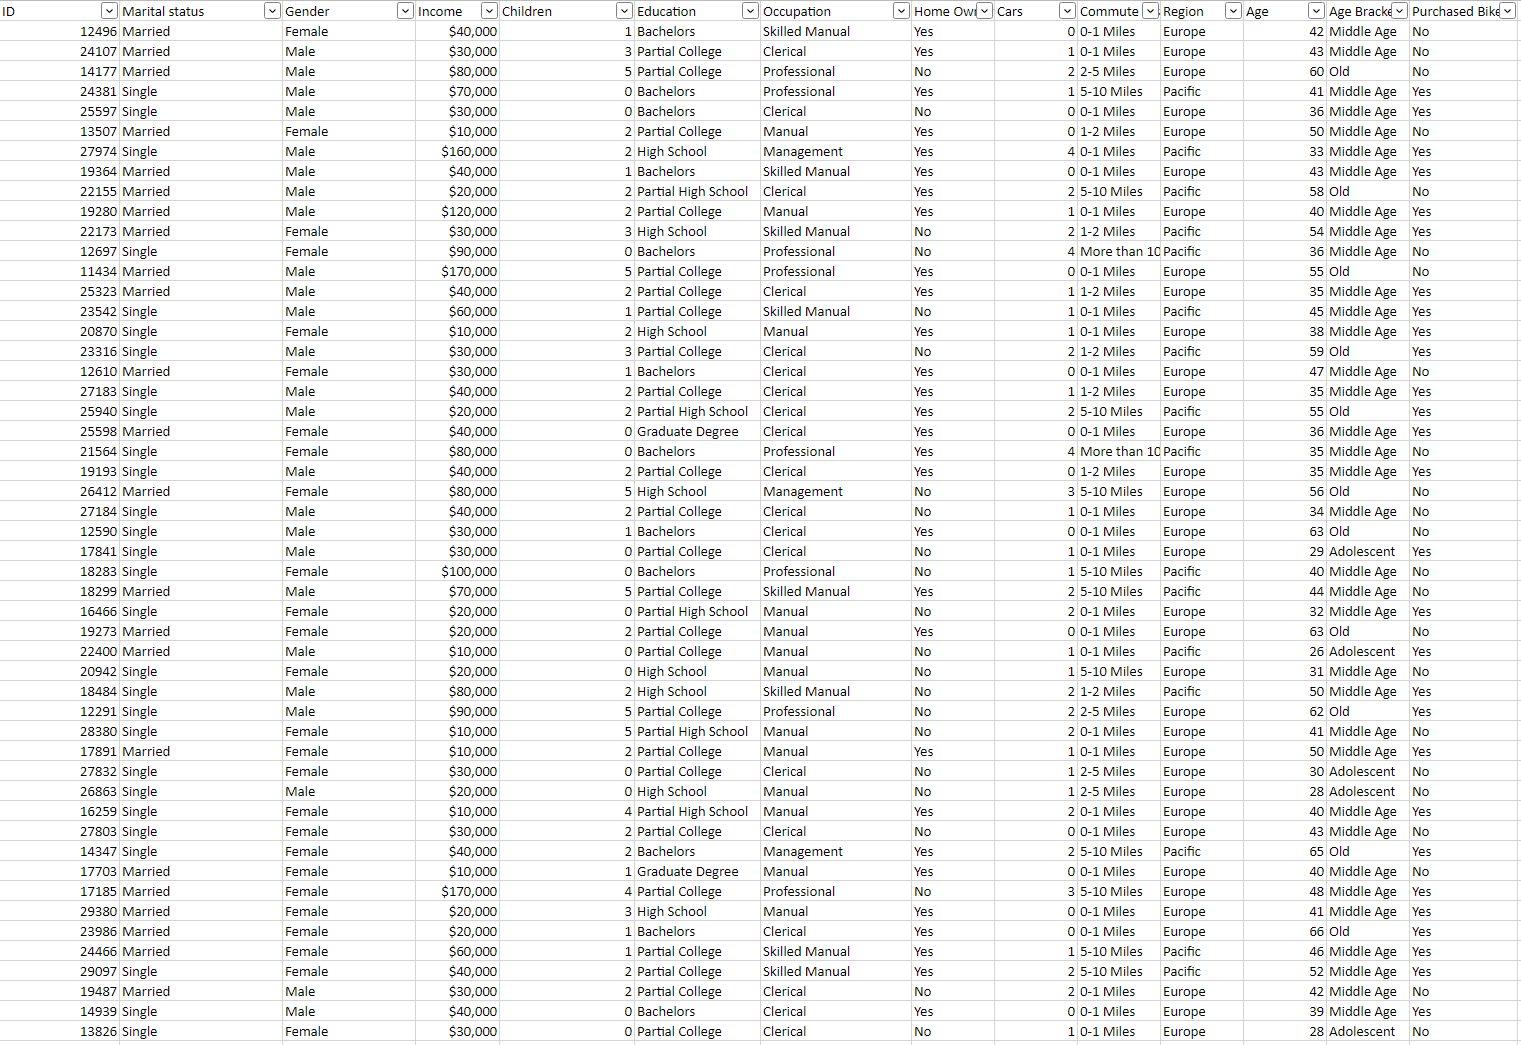 ID Marital status Gender Income Children Education Occupation Home Own Cars Commute Region Age Age Bracke Purchased Bike
12496 Married Female $40,000 1 Bachelors Skilled Manual Yes 0 0-1 Miles Europe 42 Middle Age No
24107 Married Male $30,000 3 Partial College Clerical Yes 1 0-1 Miles Europe 43 Middle Age No
14177 Married Male $80,000 5 Partial College Professional No 2 2-5 Miles Europe 60 Old No
24381 Single Male $70,000 0 Bachelors Professional Yes 1 5-10 Miles Pacific 41 Middle Age Yes
25597 Single Male $30,000 0 Bachelors Clerical No 0 0-1 Miles Europe 36 Middle Age Yes
13507 Married Female $10,000 2 Partial College Manual Yes 0 1-2 Miles Europe 50 Middle Age No
27974 Single Male $160,000 2 High School Management Yes 4 0-1 Miles Pacific 33 Middle Age Yes
19364 Married Male $40,000 1 Bachelors Skilled Manual Yes 0 0-1 Miles Europe 43 Middle Age Yes
22155 Married Male $20,000 2 Partial High School Clerical Yes 2 5-10 Miles Pacific 58 Old No
19280 Married Male $120,000 2 Partial College Manual Yes 1 0-1 Miles Europe 40 Middle Age Yes
22173 Married Female $30,000 3 High School Skilled Manual No 2 1-2 Miles Pacific 54 Middle Age Yes
12697 Single Female $90,000 0 Bachelors Professional No 4 More than 10 Pacific 36 Middle Age No
11434 Married Male $170,000 5 Partial College Professional Yes 0 0-1 Miles Europe 55 Old No
25323 Married Male $40,000 2 Partial College Clerical Yes 1 1-2 Miles Europe 35 Middle Age Yes
23542 Single Male $60,000 1 Partial College Skilled Manual No 1 0-1 Miles Pacific 45 Middle Age Yes
20870 Single Female $10,000 2 High School Manual Yes 1 0-1 Miles Europe 38 Middle Age Yes
23316 Single Male $30,000 3 Partial College Clerical No 2 1-2 Miles Pacific 59 Old Yes
12610 Married Female $30,000 1 Bachelors Clerical Yes 0 0-1 Miles Europe 47 Middle Age No
27183 Single Male $40,000 2 Partial College Clerical Yes 1 1-2 Miles Europe 35 Middle Age Yes
25940 Single Male $20,000 2 Partial High School Clerical Yes 2 5-10 Miles Pacific 55 Old Yes
25598 Married Female $40,000 0 Graduate Degree Clerical Yes 0 0-1 Miles Europe 36 Middle Age Yes
21564 Single Female $80,000 0 Bachelors Professional Yes 4 More than 10 Pacific 35 Middle Age No
19193 Single Male $40,000 2 Partial College Clerical Yes 0 1-2 Miles Europe 35 Middle Age Yes
26412 Married Female $80,000 5 High School Management No 3 5-10 Miles Europe 56 Old No
27184 Single Male $40,000 2 Partial College Clerical No 1 0-1 Miles Europe 34 Middle Age No
12590 Single Male $30,000 1 Bachelors Clerical Yes 0 0-1 Miles Europe 63 Old No
17841 Single Male $30,000 0 Partial College Clerical No 1 0-1 Miles Europe 29 Adolescent Yes
18283 Single Female $100,000 0 Bachelors Professional No 1 5-10 Miles Pacific 40 Middle Age No
18299 Married Male $70,000 5 Partial College Skilled Manual Yes 2 5-10 Miles Pacific 44 Middle Age No
16466 Single Female $20,000 0 Partial High School Manual No 2 0-1 Miles Europe 32 Middle Age Yes
19273 Married Female $20,000 2 Partial College Manual Yes 0 0-1 Miles Europe 63 Old No
22400 Married Male $10,000 0 Partial College Manual No 1 0-1 Miles Pacific 26 Adolescent Yes
20942 Single Female $20,000 0 High School Manual No 1 5-10 Miles Europe 31 Middle Age No
18484 Single Male $80,000 2 High School Skilled Manual No 2 1-2 Miles Pacific 50 Middle Age Yes
12291 Single Male $90,000 5 Partial College Professional No 2 2-5 Miles Europe 62 Old Yes
28380 Single Female $10,000 5 Partial High School Manual No 2 0-1 Miles Europe 41 Middle Age No
17891 Married Female $10,000 2 Partial College Manual Yes 1 0-1 Miles Europe 50 Middle Age Yes
27832 Single Female $30,000 0 Partial College Clerical No 1 2-5 Miles Europe 30 Adolescent No
26863 Single Male $20,000 0 High School Manual No 1 2-5 Miles Europe 28 Adolescent No
16259 Single Female $10,000 4 Partial High School Manual Yes 2 0-1 Miles Europe 40 Middle Age Yes
27803 Single Female $30,000 2 Partial College Clerical No 0 0-1 Miles Europe 43 Middle Age No
14347 Single Female $40,000 2 Bachelors Management Yes 2 5-10 Miles Pacific 65 Old Yes
17703 Married Female $10,000 1 Graduate Degree Manual Yes 0 0-1 Miles Europe 40 Middle Age No
17185 Married Female $170,000 4 Partial College Professional No 3 5-10 Miles Europe 48 Middle Age Yes
29380 Married Female $20,000 3 High School Manual Yes 0 0-1 Miles Europe 41 Middle Age Yes
23986 Married Female $20,000 1 Bachelors Clerical Yes 0 0-1 Miles Europe 66 Old Yes
24466 Married Female $60,000 1 Partial College Skilled Manual Yes 1 5-10 Miles Pacific 46 Middle Age Yes
29097 Single Female $40,000 2 Partial College Skilled Manual Yes 2 5-10 Miles Pacific 52 Middle Age Yes
19487 Married Male $30,000 2 Partial College Clerical No 2 0-1 Miles Europe 42 Middle Age No
14939 Single Male $40,000 0 Bachelors Clerical Yes 0 0-1 Miles Europe 39 Middle Age Yes
13826 Single Female $30,000 0 Partial College Clerical No 1 0-1 Miles Europe 28 Adolescent No